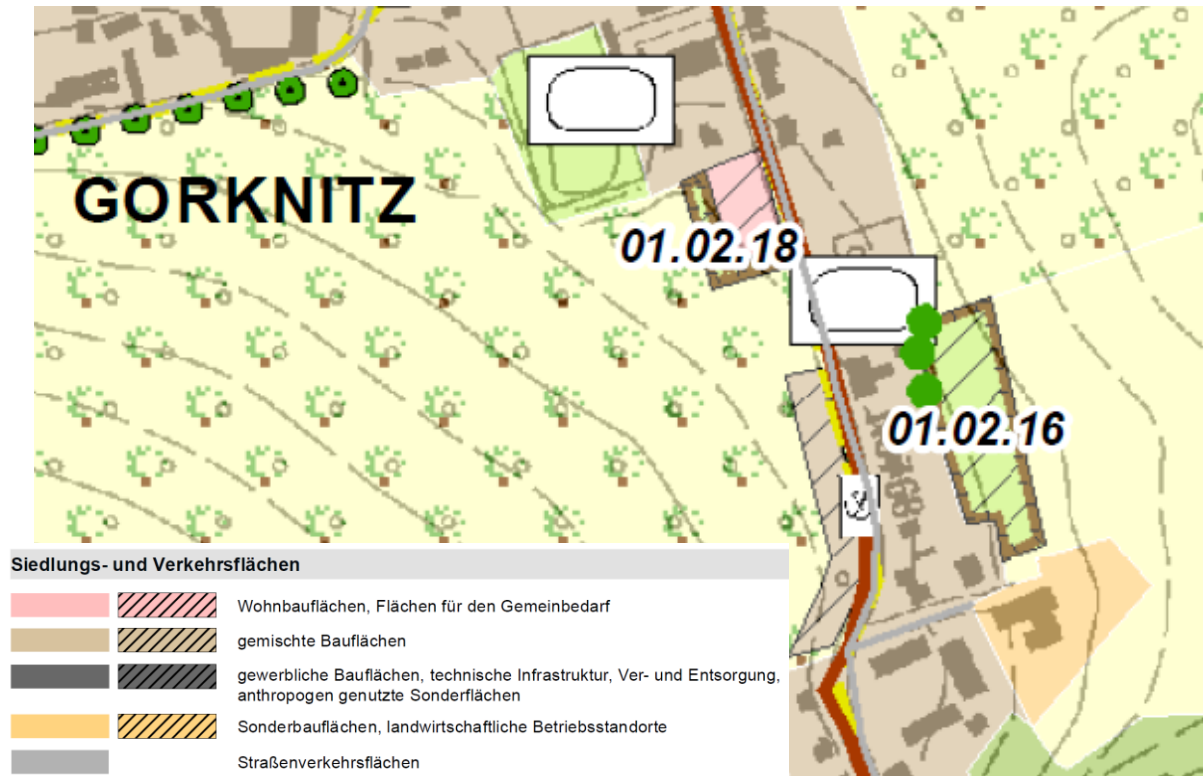 GORKNITZ
01.02.18
01.02.16
Siedlungs- und Verkehrsflächen
Wohnbauflächen, Flächen für den Gemeinbedarf
gemischte Bauflächen
gewerbliche Bauflächen, technische Infrastruktur, Ver- und Entsorgung,
anthropogen genutzte Sonderflächen
Sonderbauflächen, landwirtschaftliche Betriebsstandorte
Straßenverkehrsflächen